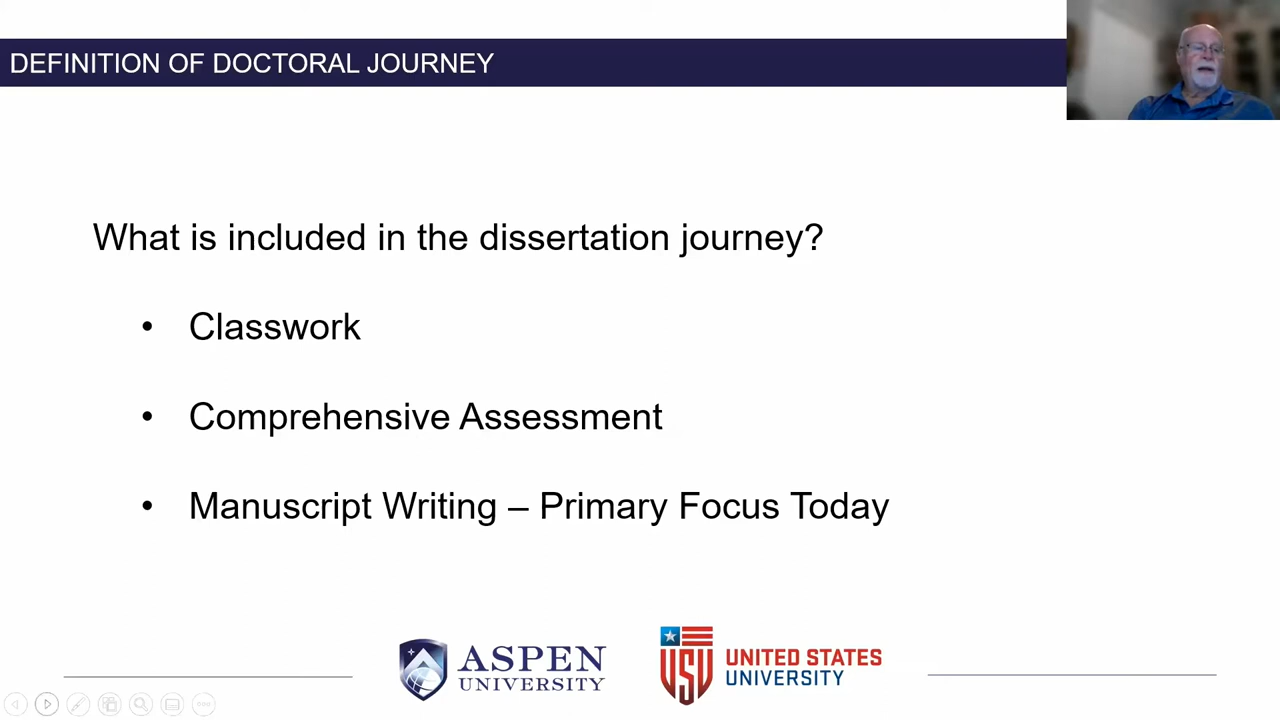 DEFINITION OF DOCTORAL JOURNEY
What is included in the dissertation journey?
• Classwork
• Comprehensive Assessment
• Manuscript Writing – Primary Focus Today
ASPEN
UNIVERSITY
USU
UNITED STATES
UNIVERSITY